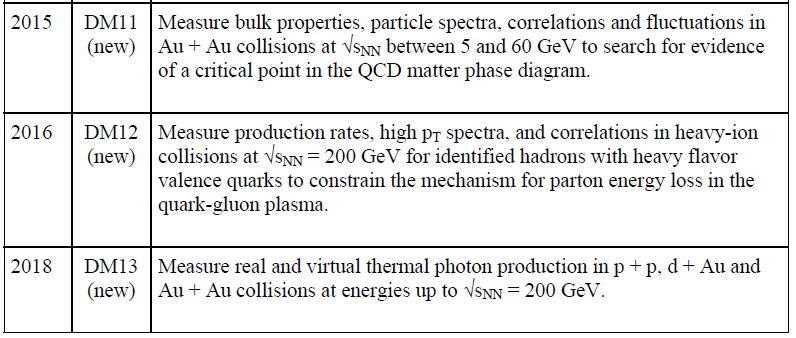 2015 DM11 Measure bulk properties, particle spectra, correlations and fluctuations in
(new) Au + Au collisions at √sNN between 5 and 60 GeV to search for evidence
of a critical point in the QCD matter phase diagram.
2016 DM12 Measure production rates, high pT spectra, and correlations in heavy-ion
(new) collisions at √sNN = 200 GeV for identified hadrons with heavy flavor
valence quarks to constrain the mechanism for parton energy loss in the
quark-gluon plasma.
2018 DM13 Measure real and virtual thermal photon production in p + p, d + Au and
(new) Au + Au collisions at energies up to √sNN = 200 GeV.